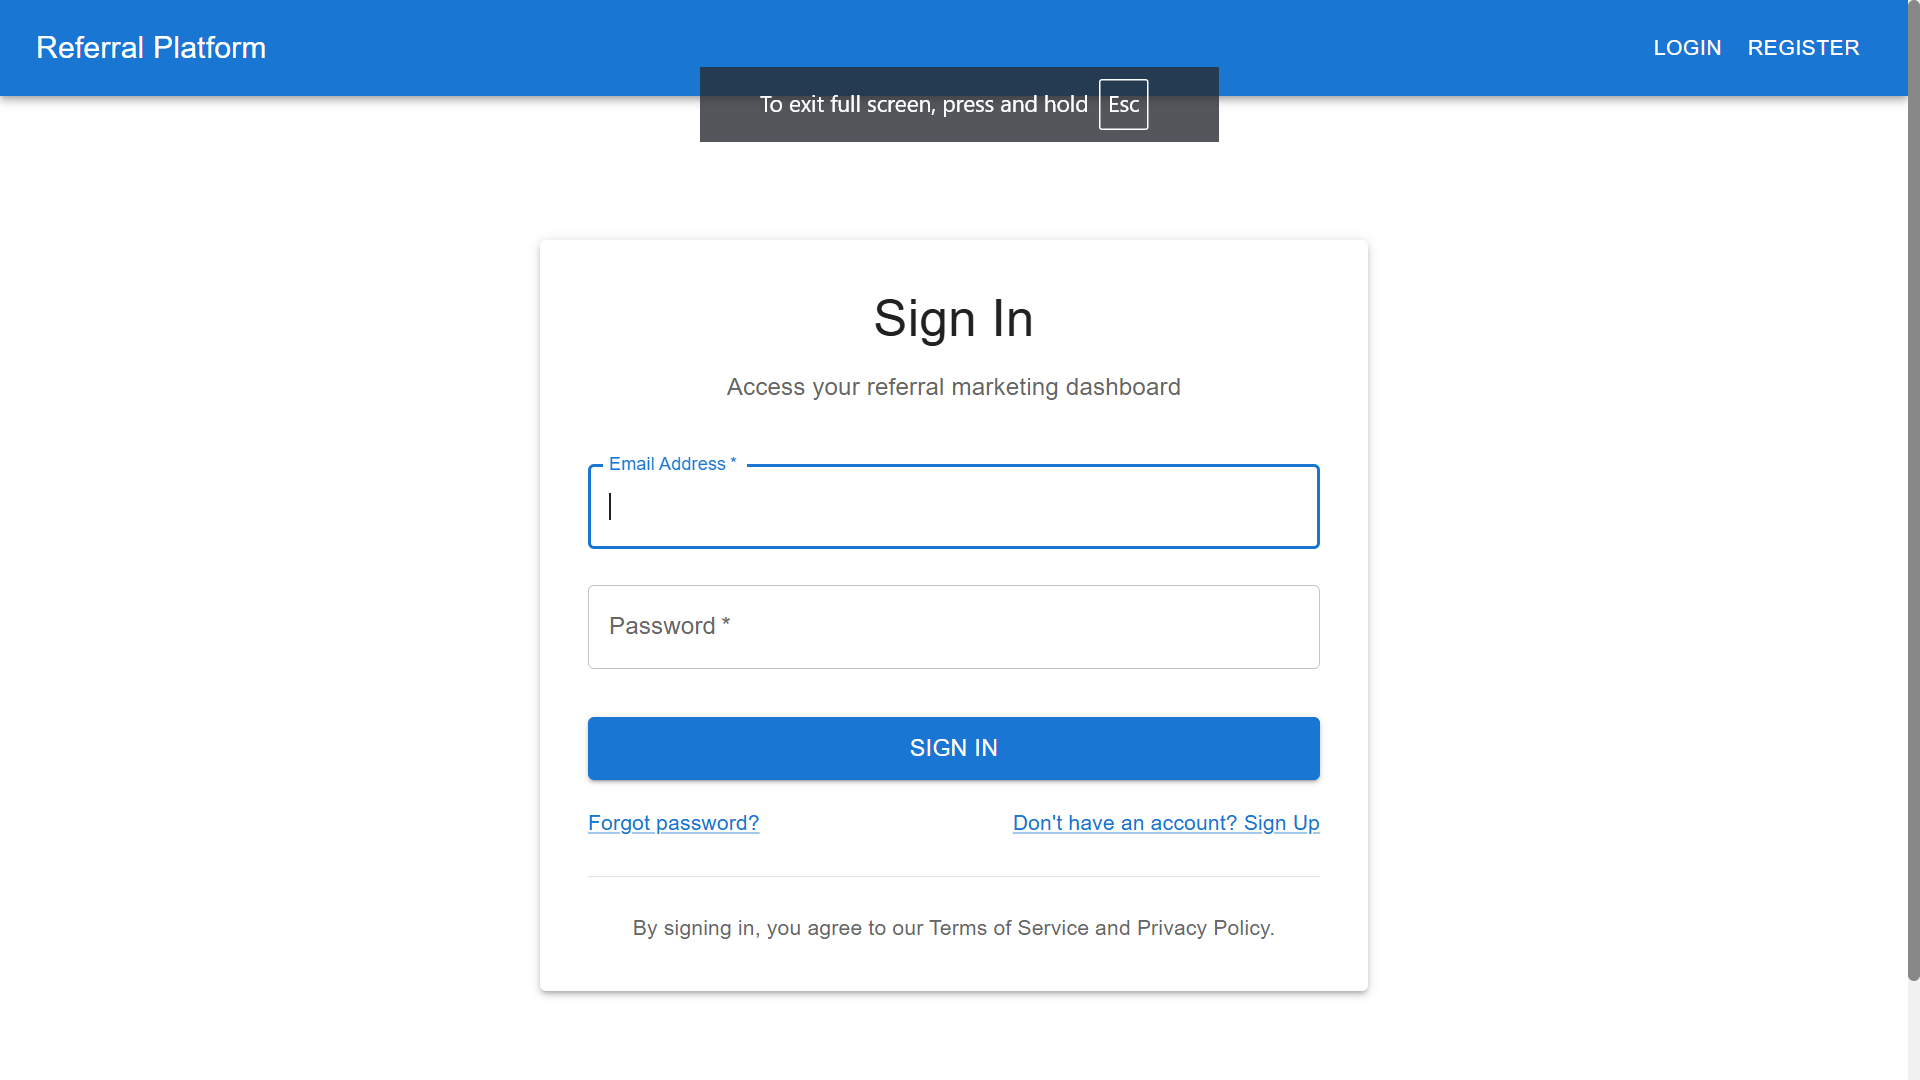 Referral Platform
LOGIN REGISTER
To exit full screen, press and hold Esc
Sign In
Access your referral marketing dashboard
Email Address *
Password *
SIGN IN
Forgot password? Don't have an account? Sign Up
By signing in, you agree to our Terms of Service and Privacy Policy.